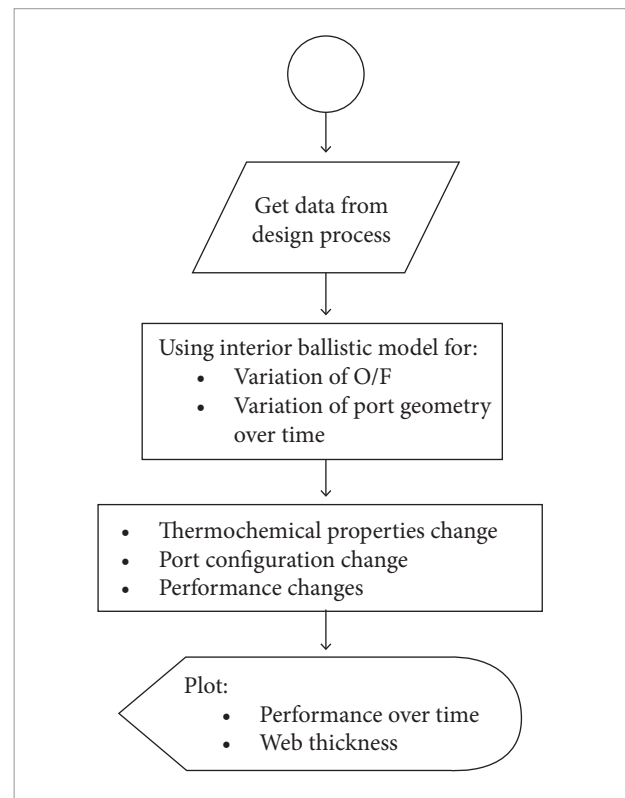 Get data from
design process
Using interior ballistic model for:
• Variation of O/F
• Variation of port geometry
over time
• Thermochemical properties change
• Port configuration change
• Performance changes
Plot:
• Performance over time
• Web thickness